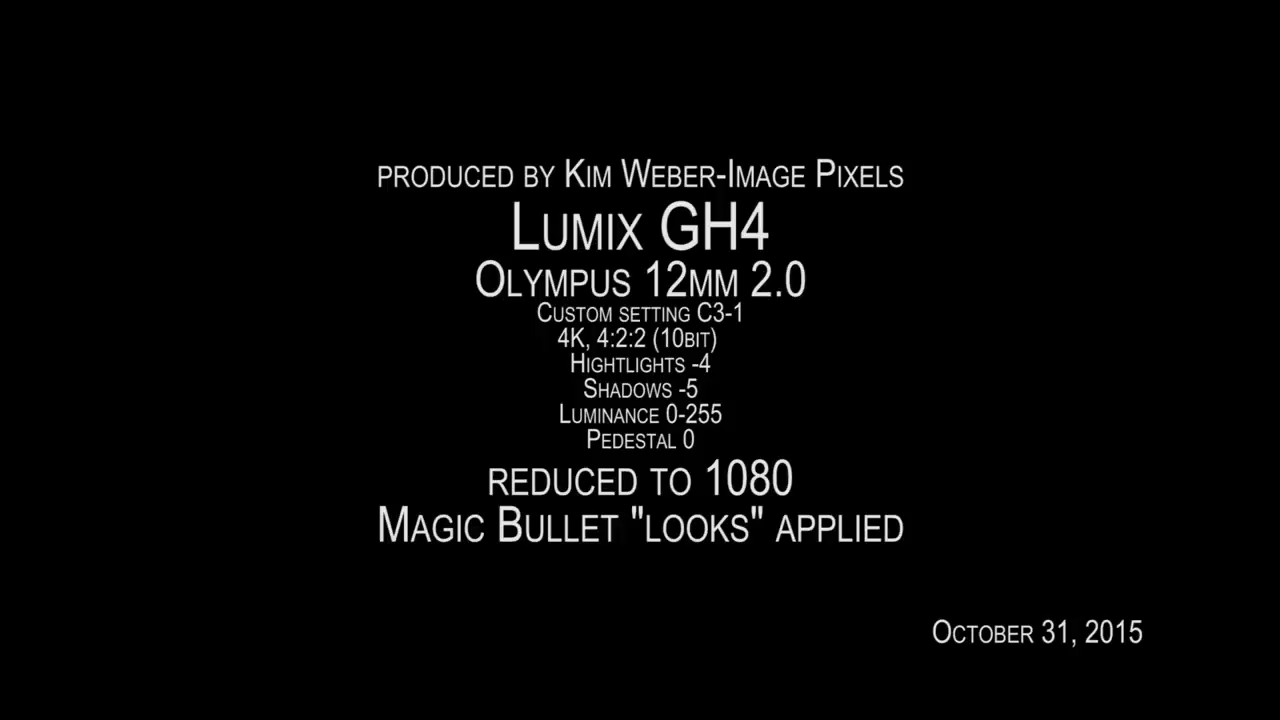 PRODUCED BY KIM WEBER-IMAGE PIXELS
LUMIX GH4
OLYMPUS 12MM 2.0
CUSTOM SETTING C3-1
4K, 4:2:2 (10BIT)
HIGHTLIGHTS -4
SHADOWS -5
LUMINANCE 0-255
PEDESTAL 0
REDUCED TO 1080
MAGIC BULLET "LOOKS" APPLIED
OCTOBER 31, 2015